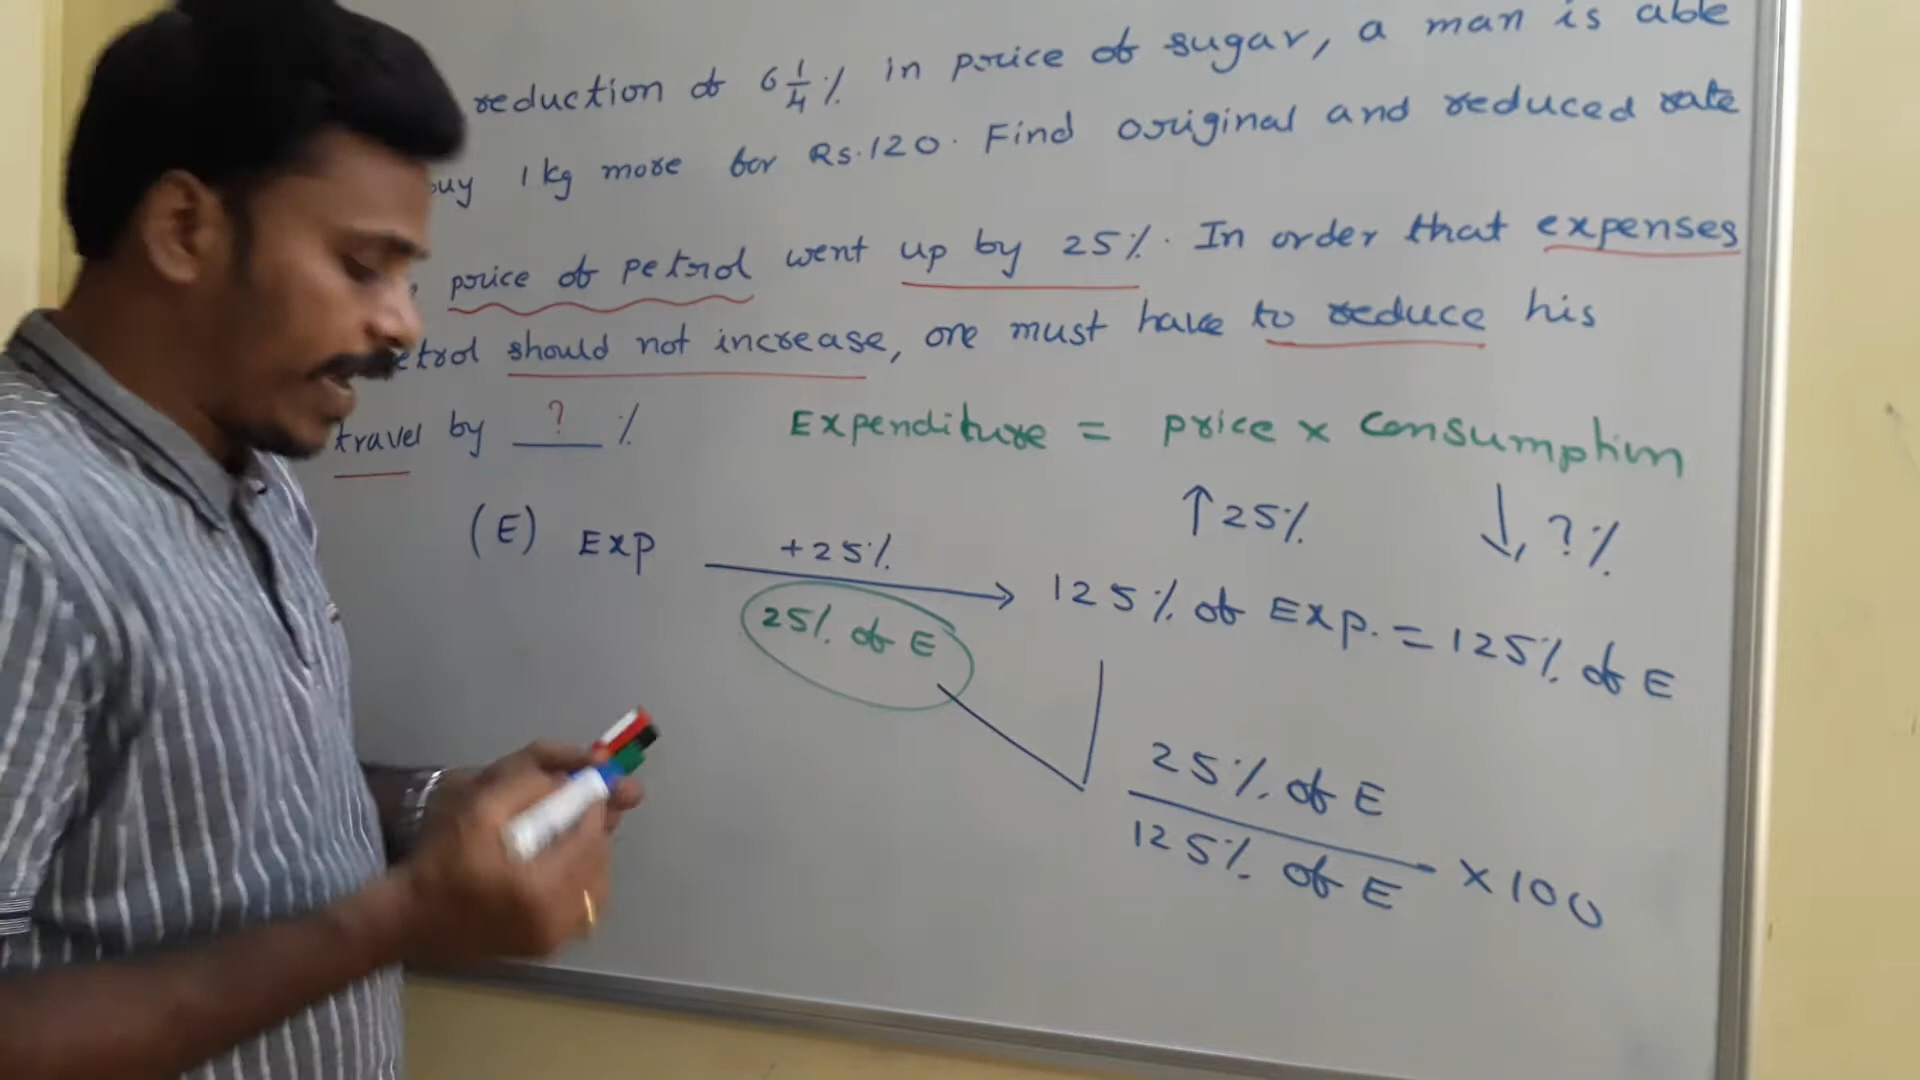 reduction of 6 1/4 % in price of sugar, a man is able
buy 1 kg more for Rs.120. Find original and reduced rate
price of petrol went up by 25%. In order that expenses
etrol should not increase, one must have to reduce his
travel by __?__ %
Expenditure = price x consumption
↑25% ↓, ?%
(E) Exp +25% → 125% of Exp. = 125% of E
25% of E
25% of E
125% of E x 100